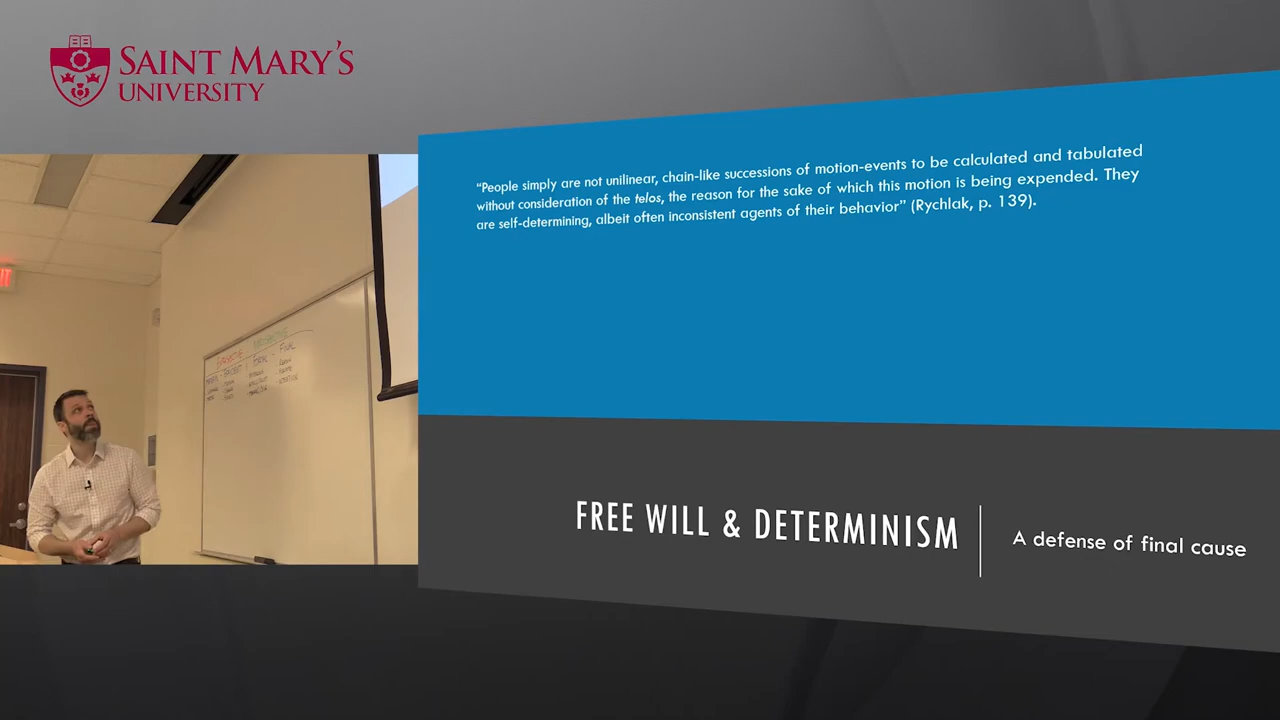 SAINT MARY'S
UNIVERSITY
“People simply are not unilinear, chain-like successions of motion-events to be calculated and tabulated
without consideration of the telos, the reason for the sake of which this motion is being expended. They
are self-determining, albeit often inconsistent agents of their behavior” (Rychlak, p. 139).
FINAL
FREE WILL & DETERMINISM
A defense of final cause